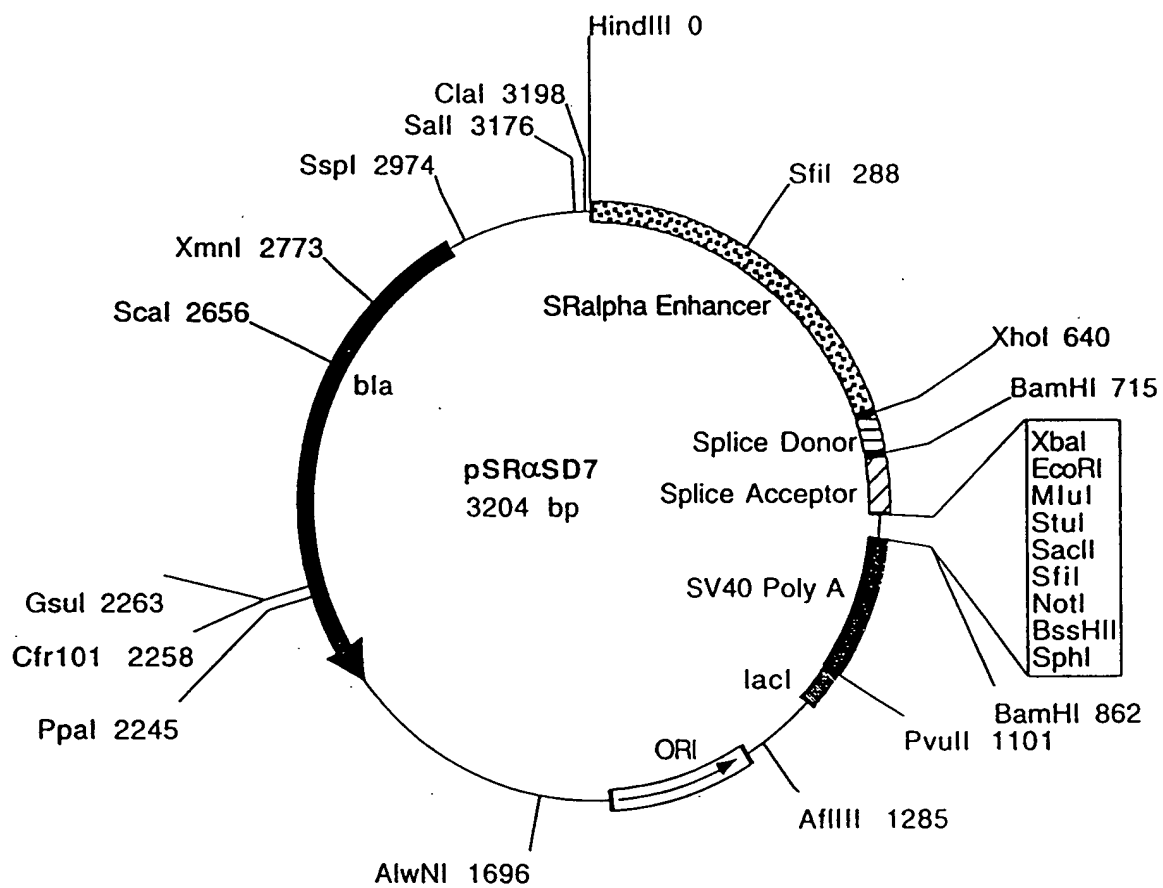 HindIII 0
ClaI 3198
SalI 3176
SspI 2974
SfiI 288
XmnI 2773
ScaI 2656
SRalpha Enhancer
XhoI 640
BamHI 715
bla
Splice Donor
pSRαSD7
3204 bp
Splice Acceptor
XbaI
EcoRI
MluI
StuI
SacII
SfiI
NotI
BssHII
SphI
SV40 Poly A
GsuI 2263
Cfr101 2258
PpaI 2245
lacI
BamHI 862
PvuII 1101
ORI
AflIII 1285
AlwNI 1696